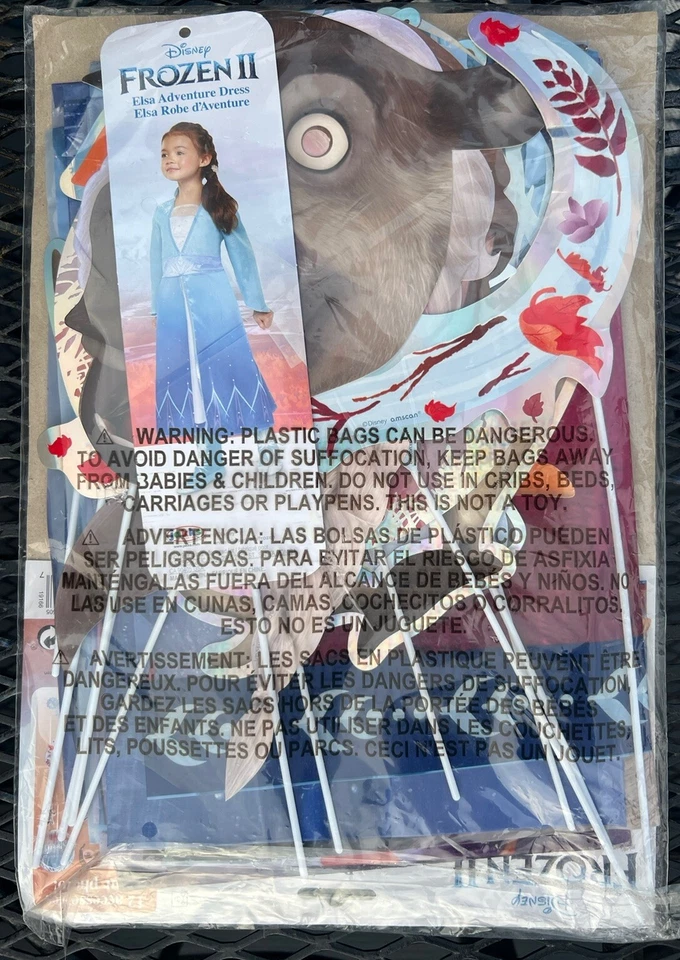 Disney
FROZEN II
Elsa Adventure Dress
Elsa Robe d'Aventure
©Disney amscan
WARNING: PLASTIC BAGS CAN BE DANGEROUS.
TO AVOID DANGER OF SUFFOCATION, KEEP BAGS AWAY
FROM BABIES & CHILDREN. DO NOT USE IN CRIBS, BEDS,
CARRIAGES OR PLAYPENS. THIS IS NOT A TOY.
ADVERTENCIA: LAS BOLSAS DE PLÁSTICO PUEDEN
SER PELIGROSAS. PARA EVITAR EL RIESGO DE ASFIXIA
MANTÉNGALAS FUERA DEL ALCANCE DE BEBÉS Y NIÑOS. NO
LAS USE EN CUNAS, CAMAS, COCHECITOS O CORRALITOS.
ESTO NO ES UN JUGUETE.
AVERTISSEMENT: LES SACS EN PLASTIQUE PEUVENT ÊTRE
DANGEREUX. POUR ÉVITER LES DANGERS DE SUFFOCATION,
GARDEZ LES SACS HORS DE LA PORTÉE DES BÉBÉS
ET DES ENFANTS. NE PAS UTILISER DANS LES COUCHETTES,
LITS, POUSSETTES OU PARCS. CECI N'EST PAS UN JOUET.
FROZEN II
Disney